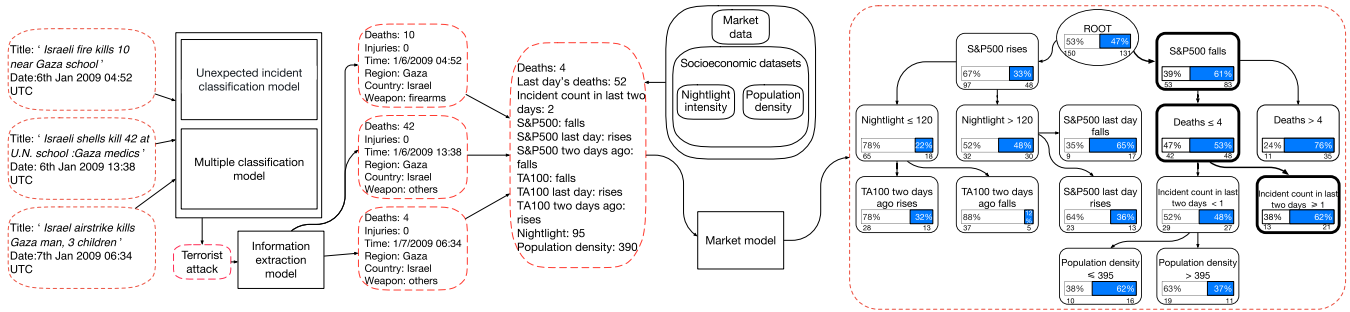 Title: ‘ Israeli fire kills 10
near Gaza school ’
Date:6th Jan 2009 04:52
UTC
Title: ‘ Israeli shells kill 42 at
U.N. school :Gaza medics ’
Date: 6th Jan 2009 13:38
UTC
Title: ‘ Israel airstrike kills
Gaza man, 3 children ’
Date:7th Jan 2009 06:34
UTC
Unexpected incident
classification model
Multiple classification
model
Terrorist
attack
Information
extraction model
Deaths: 10
Injuries: 0
Time: 1/6/2009 04:52
Region: Gaza
Country: Israel
Weapon: firearms
Deaths: 42
Injuries: 0
Time: 1/6/2009 13:38
Region: Gaza
Country: Israel
Weapon: others
Deaths: 4
Injuries: 0
Time: 1/7/2009 06:34
Region: Gaza
Country: Israel
Weapon: others
Deaths: 4
Last day's deaths: 52
Incident count in last two
days: 2
S&P500: falls
S&P500 last day: rises
S&P500 two days ago:
falls
TA100: falls
TA100 last day: rises
TA100 two days ago:
rises
Nightlight: 95
Population density: 390
Market
data
Socioeconomic datasets
Nightlight
intensity
Population
density
Market model
ROOT
53% 47%
150 131
S&P500 rises
67% 33%
97 48
S&P500 falls
39% 61%
53 83
Nightlight ≤ 120
78% 22%
65 18
Nightlight > 120
52% 48%
32 30
S&P500 last day
falls
35% 65%
9 17
Deaths ≤ 4
47% 53%
42 48
Deaths > 4
24% 76%
11 35
TA100 two days
ago rises
78% 32%
28 13
TA100 two days
ago falls
88% 12%
37 5
S&P500 last day
rises
64% 36%
23 13
Incident count in last
two days < 1
52% 48%
29 27
Incident count in last
two days ⩾ 1
38% 62%
13 21
Population density
≤ 395
38% 62%
10 16
Population density
> 395
63% 37%
19 11